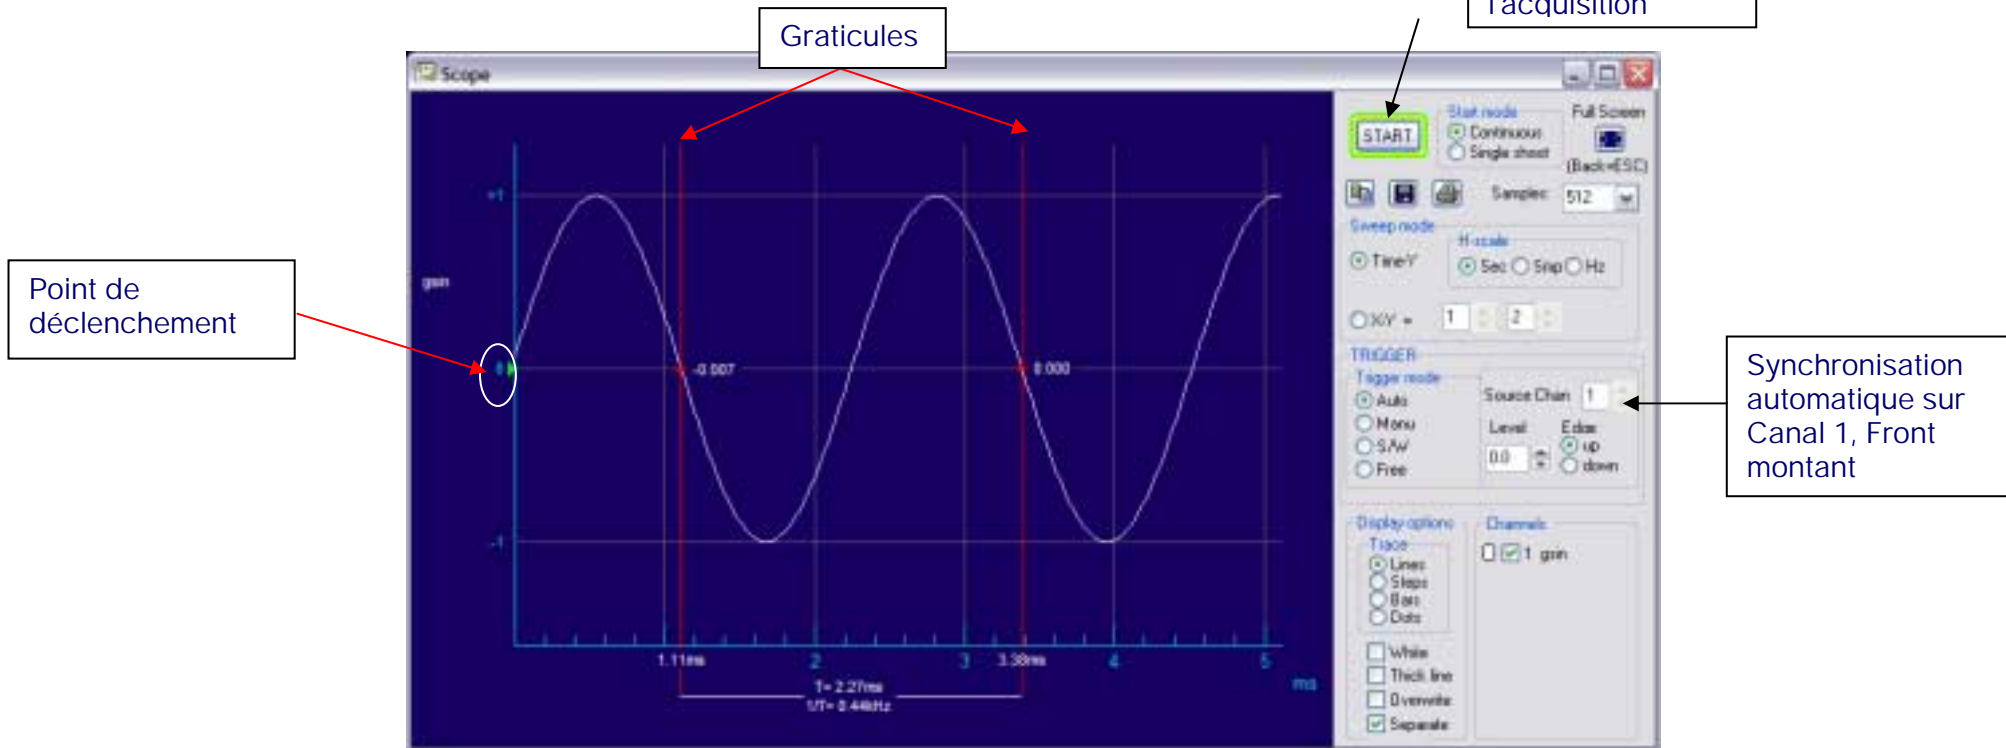 l'acquisition
Graticules
Scope
START
Start mode
Continuous
Single shoot
Full Screen
(Back=ESC)
Samples: 512
Sweep mode
Time-Y
H-scale
Sec Smp Hz
X-Y = 1 2
+1
gsin
0
-1
-0.007
0.000
Point de
déclenchement
TRIGGER
Trigger mode
Auto
Manu
S/W
Free
Source Chan 1
Level
0.0
Edge
up
down
Synchronisation
automatique sur
Canal 1, Front
montant
Display options
Trace
Lines
Steps
Bars
Dots
White
Thick line
Overwrite
Separate
Channels
1 gsin
1.11ms 2 3 3.38ms 4 5
ms
T= 2.27ms
1/T= 0.44kHz